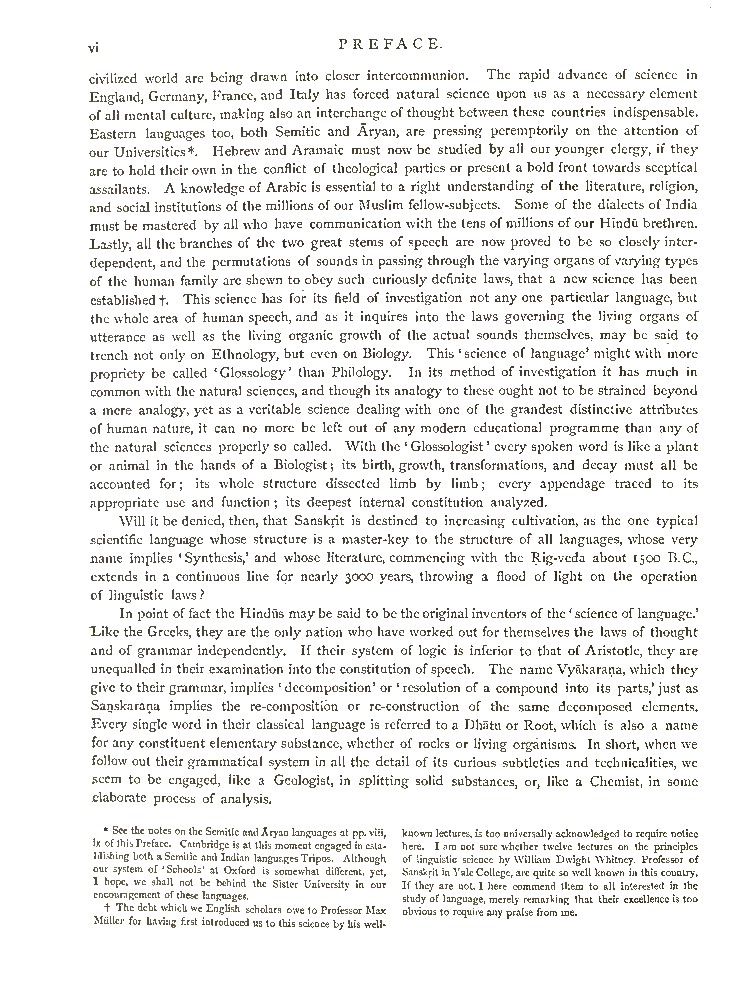 vi
PREFACE.
civilized world are being drawn into closer intercommunion. The rapid advance of science in
England, Germany, France, and Italy has forced natural science upon us as a necessary element
of all mental culture, making also an interchange of thought between these countries indispensable.
Eastern languages too, both Semitic and Āryan, are pressing peremptorily on the attention of
our Universities*. Hebrew and Aramaic must now be studied by all our younger clergy, if they
are to hold their own in the conflict of theological parties or present a bold front towards sceptical
assailants. A knowledge of Arabic is essential to a right understanding of the literature, religion,
and social institutions of the millions of our Muslim fellow-subjects. Some of the dialects of India
must be mastered by all who have communication with the tens of millions of our Hindū brethren.
Lastly, all the branches of the two great stems of speech are now proved to be so closely inter-
dependent, and the permutations of sounds in passing through the varying organs of varying types
of the human family are shewn to obey such curiously definite laws, that a new science has been
established †. This science has for its field of investigation not any one particular language, but
the whole area of human speech, and as it inquires into the laws governing the living organs of
utterance as well as the living organic growth of the actual sounds themselves, may be said to
trench not only on Ethnology, but even on Biology. This ‘science of language’ might with more
propriety be called ‘Glossology’ than Philology. In its method of investigation it has much in
common with the natural sciences, and though its analogy to these ought not to be strained beyond
a mere analogy, yet as a veritable science dealing with one of the grandest distinctive attributes
of human nature, it can no more be left out of any modern educational programme than any of
the natural sciences properly so called. With the ‘Glossologist’ every spoken word is like a plant
or animal in the hands of a Biologist; its birth, growth, transformations, and decay must all be
accounted for; its whole structure dissected limb by limb; every appendage traced to its
appropriate use and function; its deepest internal constitution analyzed.
Will it be denied, then, that Sanskṛit is destined to increasing cultivation, as the one typical
scientific language whose structure is a master-key to the structure of all languages, whose very
name implies ‘Synthesis,’ and whose literature, commencing with the Ṛig-veda about 1500 B.C.,
extends in a continuous line for nearly 3000 years, throwing a flood of light on the operation
of linguistic laws?
In point of fact the Hindūs may be said to be the original inventors of the ‘science of language.’
Like the Greeks, they are the only nation who have worked out for themselves the laws of thought
and of grammar independently. If their system of logic is inferior to that of Aristotle, they are
unequalled in their examination into the constitution of speech. The name Vyākaraṇa, which they
give to their grammar, implies ‘decomposition’ or ‘resolution of a compound into its parts,’ just as
Saṇskaraṇa implies the re-composition or re-construction of the same decomposed elements.
Every single word in their classical language is referred to a Dhātu or Root, which is also a name
for any constituent elementary substance, whether of rocks or living organisms. In short, when we
follow out their grammatical system in all the detail of its curious subtleties and technicalities, we
seem to be engaged, like a Geologist, in splitting solid substances, or, like a Chemist, in some
elaborate process of analysis.
* See the notes on the Semitic and Āryan languages at pp. viii,
ix of this Preface. Cambridge is at this moment engaged in esta-
blishing both a Semitic and Indian languages Tripos. Although
our system of ‘Schools’ at Oxford is somewhat different, yet,
I hope, we shall not be behind the Sister University in our
encouragement of these languages.
† The debt which we English scholars owe to Professor Max
Müller for having first introduced us to this science by his well-
known lectures, is too universally acknowledged to require notice
here. I am not sure whether twelve lectures on the principles
of linguistic science by William Dwight Whitney, Professor of
Sanskṛit in Yale College, are quite so well known in this country.
If they are not, I here commend them to all interested in the
study of language, merely remarking that their excellence is too
obvious to require any praise from me.